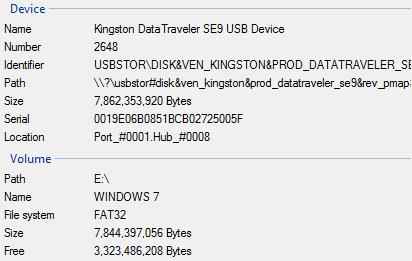 Device
Name Kingston DataTraveler SE9 USB Device
Number 2648
Identifier USBSTOR\DISK&VEN_KINGSTON&PROD_DATATRAVELER_SE
Path \\?\usbstor#disk&ven_kingston&prod_datatraveler_se9&rev_pmap
Size 7,862,353,920 Bytes
Serial 0019E06B0851BCB02725005F
Location Port_#0001.Hub_#0008
Volume
Path E:\
Name WINDOWS 7
File system FAT32
Size 7,844,397,056 Bytes
Free 3,323,486,208 Bytes